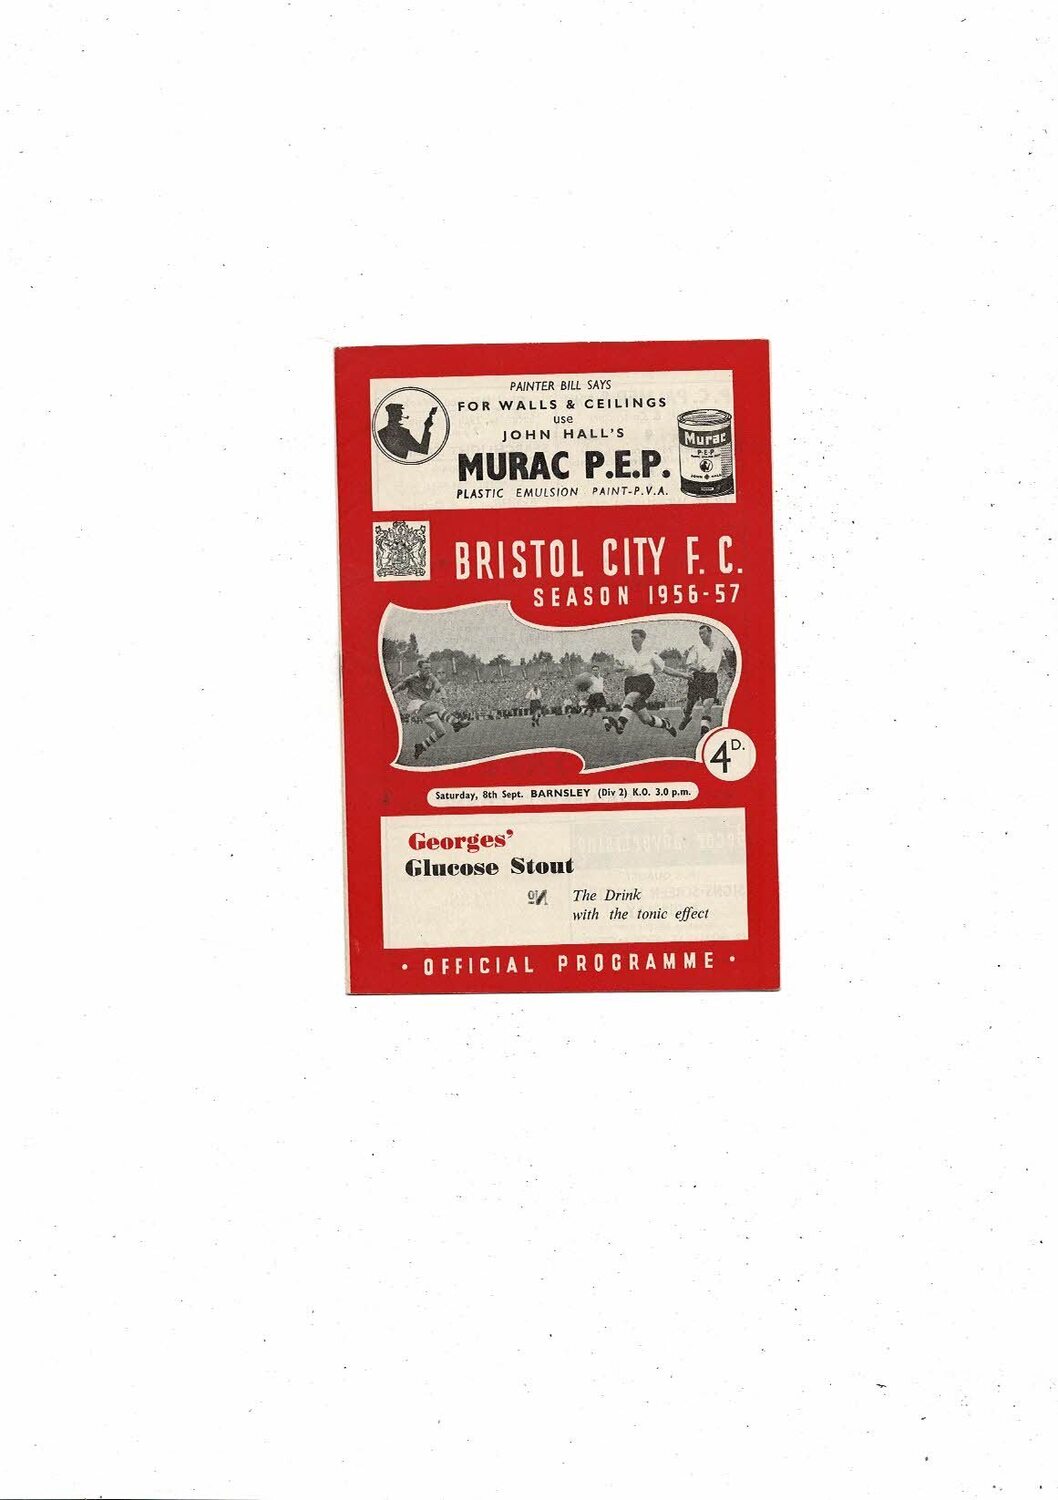 PAINTER BILL SAYS
FOR WALLS & CEILINGS
use
JOHN HALL'S
MURAC P.E.P.
PLASTIC EMULSION PAINT-P.V.A.
Murac
P.E.P.
BRISTOL CITY F. C.
SEASON 1956-57
4D.
Saturday, 8th Sept. BARNSLEY (Div 2) K.O. 3.0 p.m.
Georges'
Glucose Stout
The Drink
with the tonic effect
• OFFICIAL PROGRAMME •